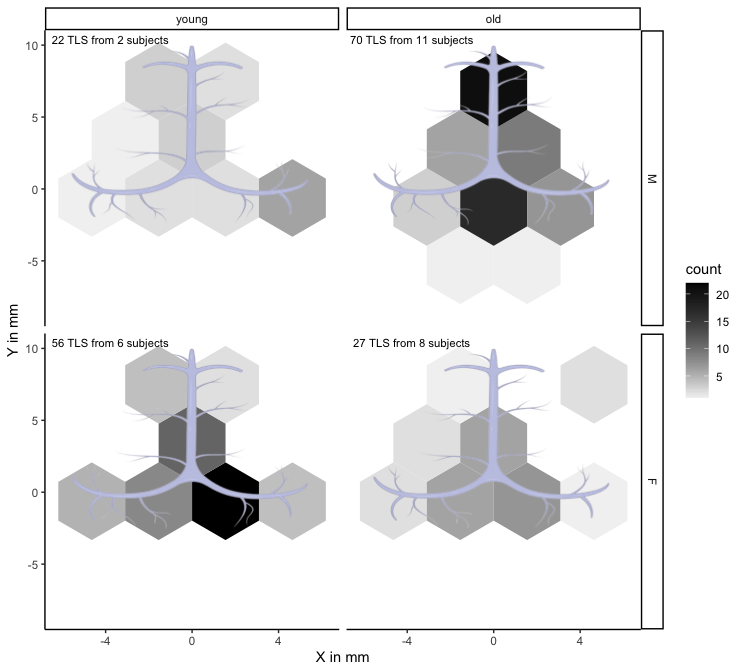 young
old
22 TLS from 2 subjects
70 TLS from 11 subjects
10
5
0
-5
M
56 TLS from 6 subjects
27 TLS from 8 subjects
10
5
0
-5
F
-4
0
4
-4
0
4
X in mm
Y in mm
count
20
15
10
5